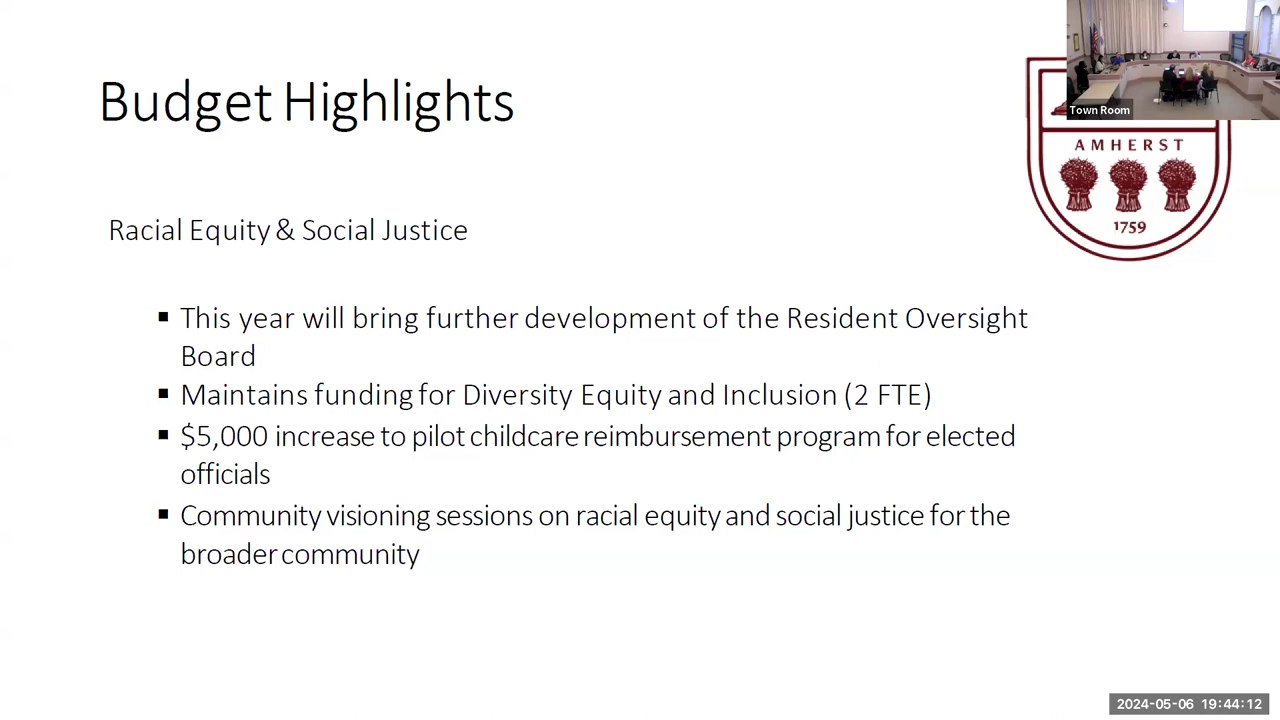 Budget Highlights
Town Room
AMHERST
1759
Racial Equity & Social Justice
▪ This year will bring further development of the Resident Oversight
Board
▪ Maintains funding for Diversity Equity and Inclusion (2 FTE)
▪ $5,000 increase to pilot childcare reimbursement program for elected
officials
▪ Community visioning sessions on racial equity and social justice for the
broader community
2024-05-06 19:44:12